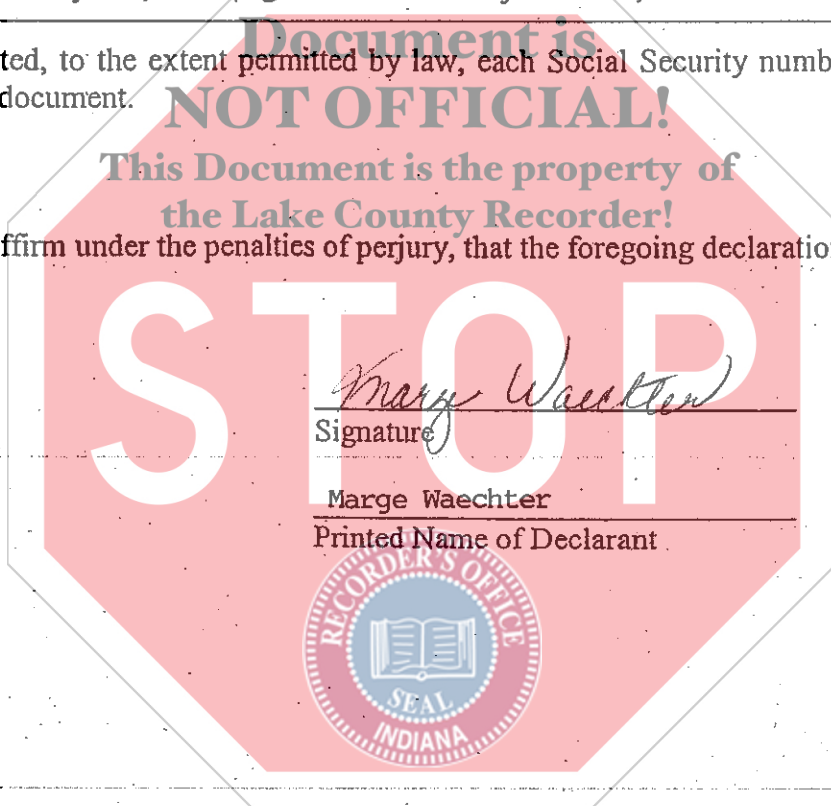 Document is
ted, to the extent permitted by law, each Social Security numb
document.
NOT OFFICIAL!
This Document is the property of
the Lake County Recorder!
ffirm under the penalties of perjury, that the foregoing declaratio
STOP
Marge Waechter
Signature
Marge Waechter
Printed Name of Declarant
RECORDER'S OFFICE
SEAL
INDIANA